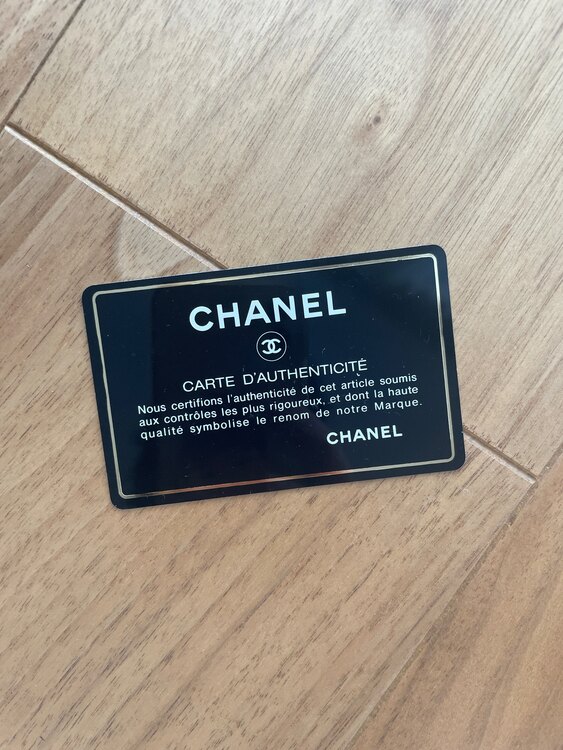 CHANEL
CARTE D'AUTHENTICITÉ
Nous certifions l'authenticité de cet article soumis
aux contrôles les plus rigoureux, et dont la haute
qualité symbolise le renom de notre Marque.
CHANEL